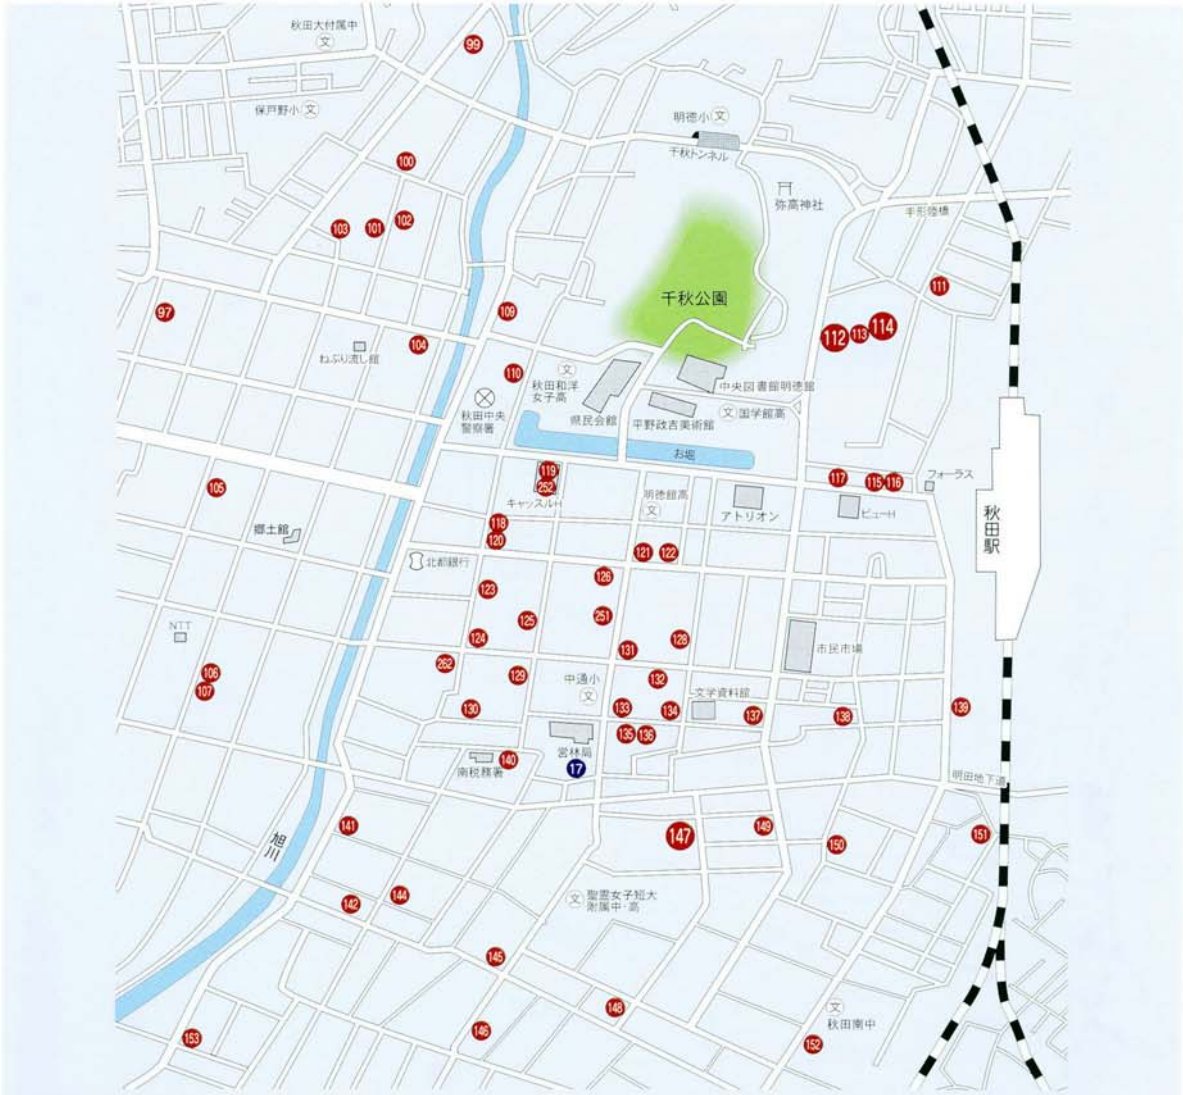 秋田大付属中
文
99
保戸野小
文
明徳小
文
千秋トンネル
100
弥高神社
手形陸橋
103
101
102
111
千秋公園
97
109
112
113
114
104
ねぶり流し館
110
文
秋田和洋
女子高
県民会館
中央図書館明徳館
平野政吉美術館
文
国学館高
秋田中央
警察署
お堀
119
252
キャッスルH
117
115
116
フォーラス
105
明徳館高
文
アトリオン
ビューH
秋田駅
118
120
郷土館
北都銀行
121
122
126
123
125
251
NTT
124
131
128
市民市場
262
106
107
129
中通小
文
132
文学資料館
130
133
134
137
138
139
135
136
営林局
17
140
南税務署
明田地下道
141
旭川
147
149
150
151
142
144
文
聖霊女子短大
附属中・高
145
148
146
文
秋田南中
153
152